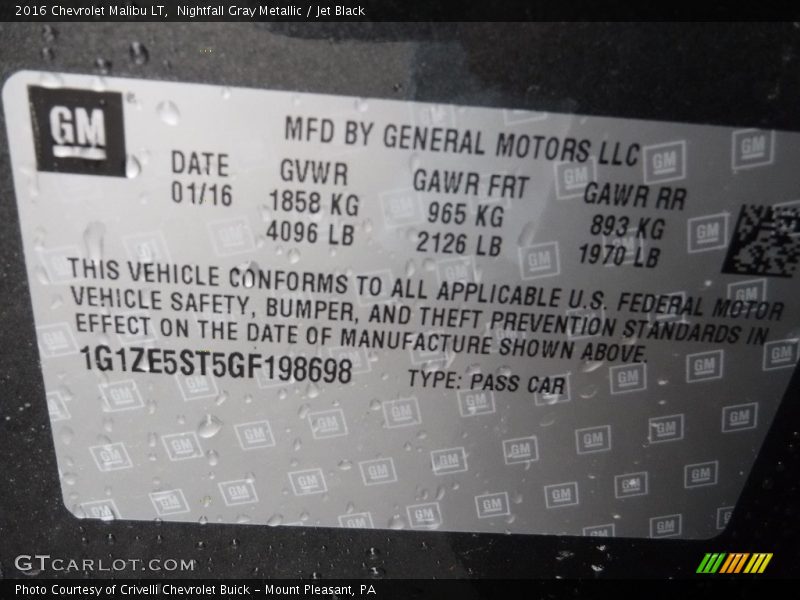 2016 Chevrolet Malibu LT,  Nightfall Gray Metallic / Jet Black
GM
MFD BY GENERAL MOTORS LLC
DATE GVWR GAWR FRT GAWR RR
01/16 1858 KG 965 KG 893 KG
4096 LB 2126 LB 1970 LB
THIS VEHICLE CONFORMS TO ALL APPLICABLE U.S. FEDERAL MOTOR
VEHICLE SAFETY, BUMPER, AND THEFT PREVENTION STANDARDS IN
EFFECT ON THE DATE OF MANUFACTURE SHOWN ABOVE.
1G1ZE5ST5GF198698 TYPE: PASS CAR
GTCARLOT.COM
Photo Courtesy of Crivelli Chevrolet Buick - Mount Pleasant, PA